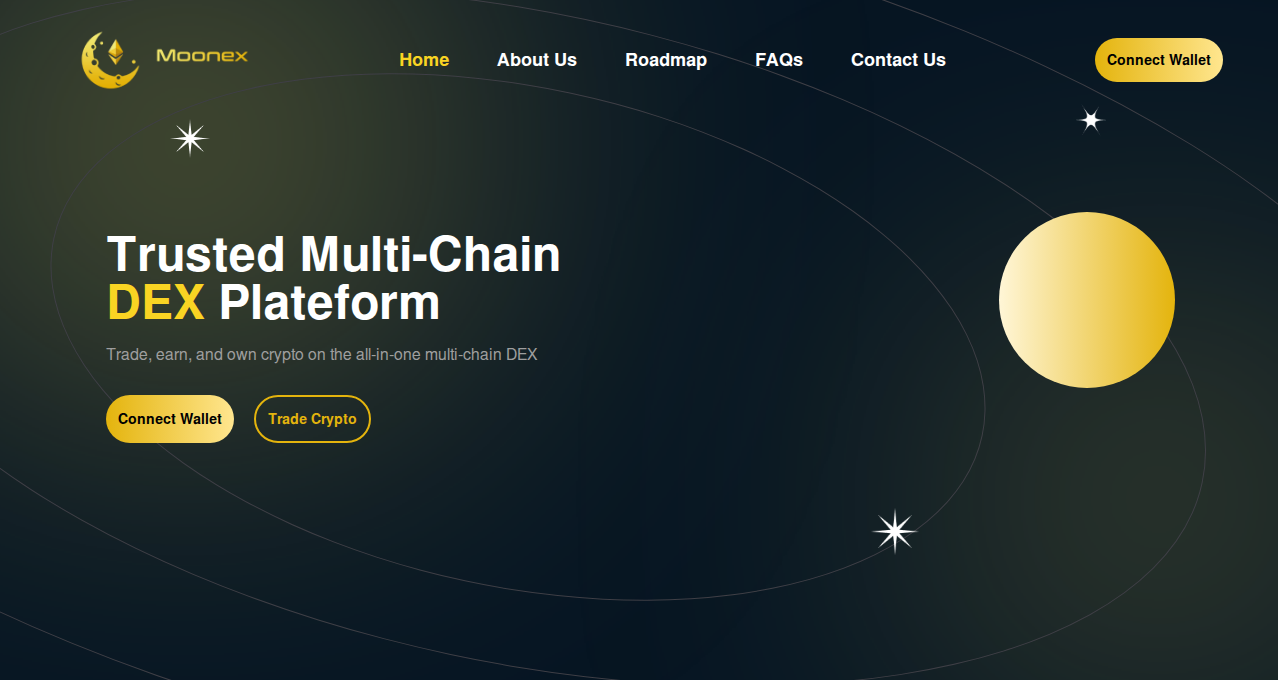 Moonex
Home About Us Roadmap FAQs Contact Us
Connect Wallet
Trusted Multi-Chain
DEX Plateform
Trade, earn, and own crypto on the all-in-one multi-chain DEX
Connect Wallet Trade Crypto